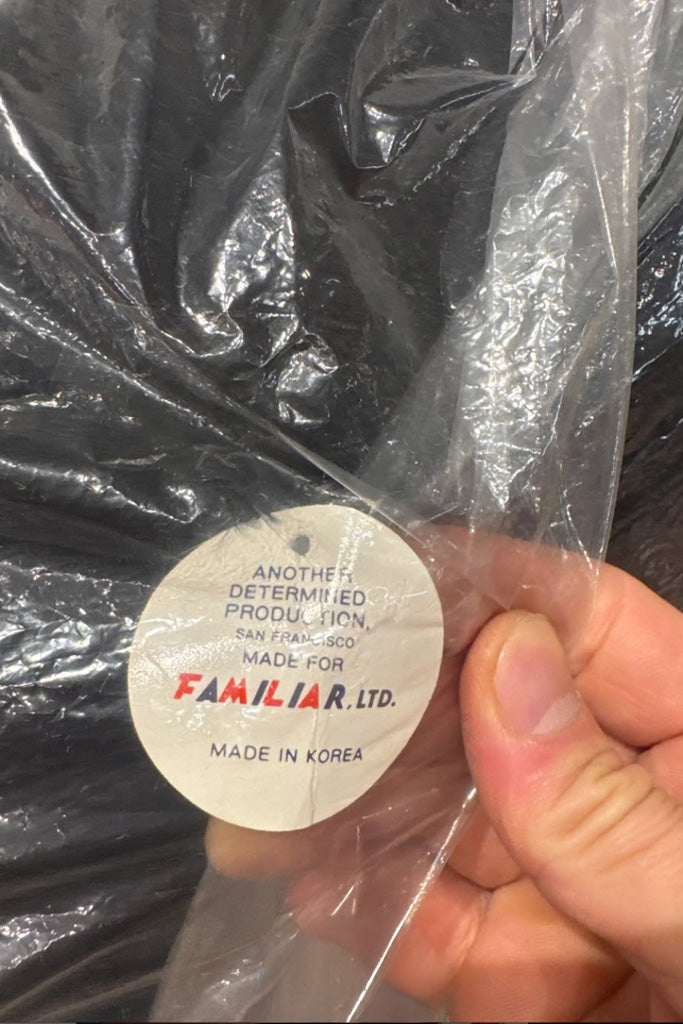 ANOTHER
DETERMINED
PRODUCTION,
SAN FRANCISCO
MADE FOR
FAMILIAR, LTD.
MADE IN KOREA